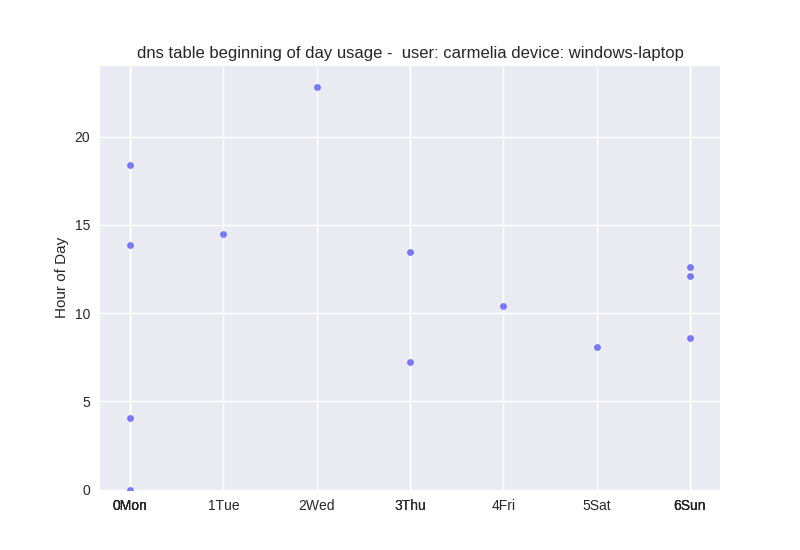 dns table beginning of day usage -  user: carmelia device: windows-laptop
Hour of Day
20
15
10
5
0
0Mon 1Tue 2Wed 3Thu 4Fri 5Sat 6Sun